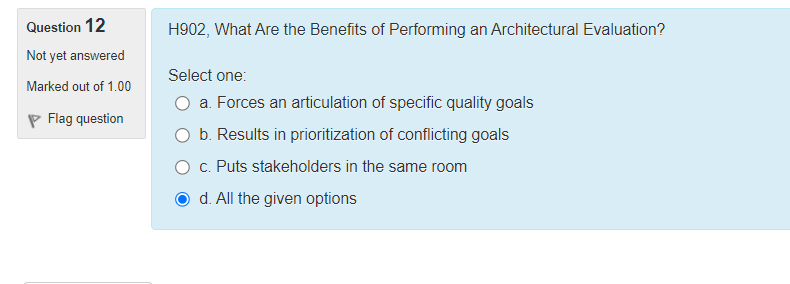 Question 12
Not yet answered
Marked out of 1.00
Flag question
H902, What Are the Benefits of Performing an Architectural Evaluation?
Select one:
a. Forces an articulation of specific quality goals
b. Results in prioritization of conflicting goals
c. Puts stakeholders in the same room
d. All the given options